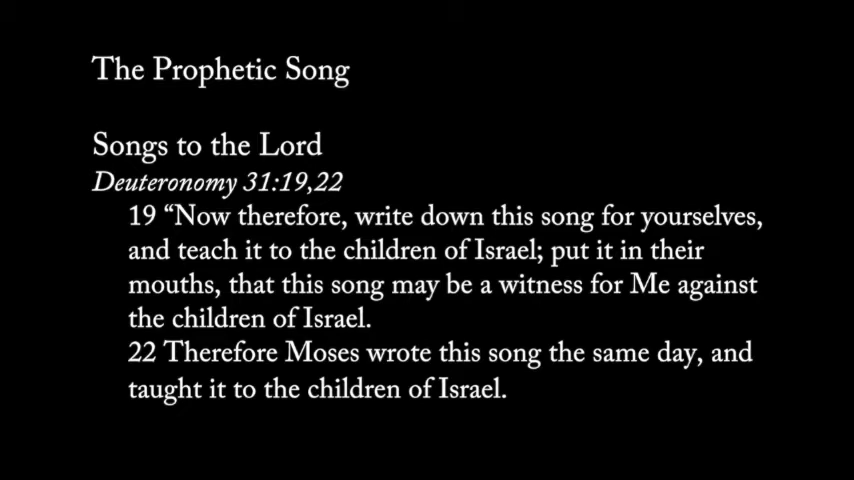 The Prophetic Song
Songs to the Lord
Deuteronomy 31:19,22
19 “Now therefore, write down this song for yourselves,
and teach it to the children of Israel; put it in their
mouths, that this song may be a witness for Me against
the children of Israel.
22 Therefore Moses wrote this song the same day, and
taught it to the children of Israel.